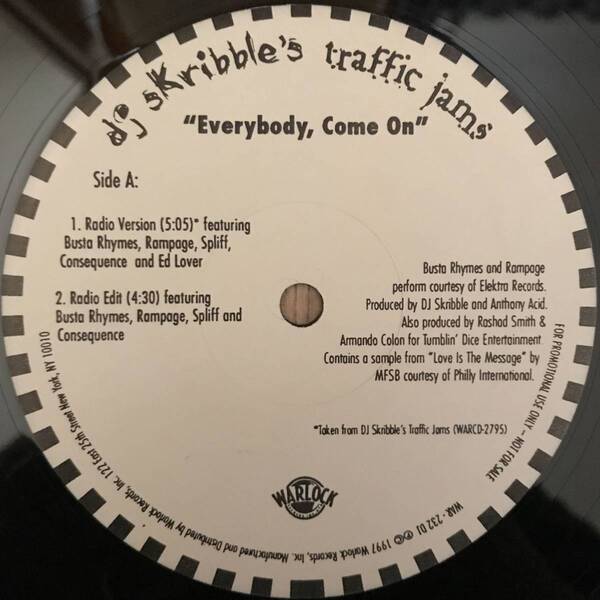 dj skribble's traffic jams
"Everybody, Come On"
Side A:
1. Radio Version (5:05)* featuring
Busta Rhymes, Rampage, Spliff,
Consequence and Ed Lover
2. Radio Edit (4:30) featuring
Busta Rhymes, Rampage, Spliff and
Consequence
Busta Rhymes and Rampage
perform courtesy of Elektra Records.
Produced by DJ Skribble and Anthony Acid.
Also produced by Rashad Smith &
Armando Colon for Tumblin' Dice Entertainment.
Contains a sample from "Love Is The Message" by
MFSB courtesy of Philly International.
*Taken from DJ Skribble's Traffic Jams (WARCD-2795)
WARLOCK
FOR PROMOTIONAL USE ONLY – NOT FOR SALE
WAR - 232 DJ ℗ © 1997 Warlock Records, Inc. Manufactured and Distributed by Warlock Records, Inc. 122 East 25th Street New York, NY 10010